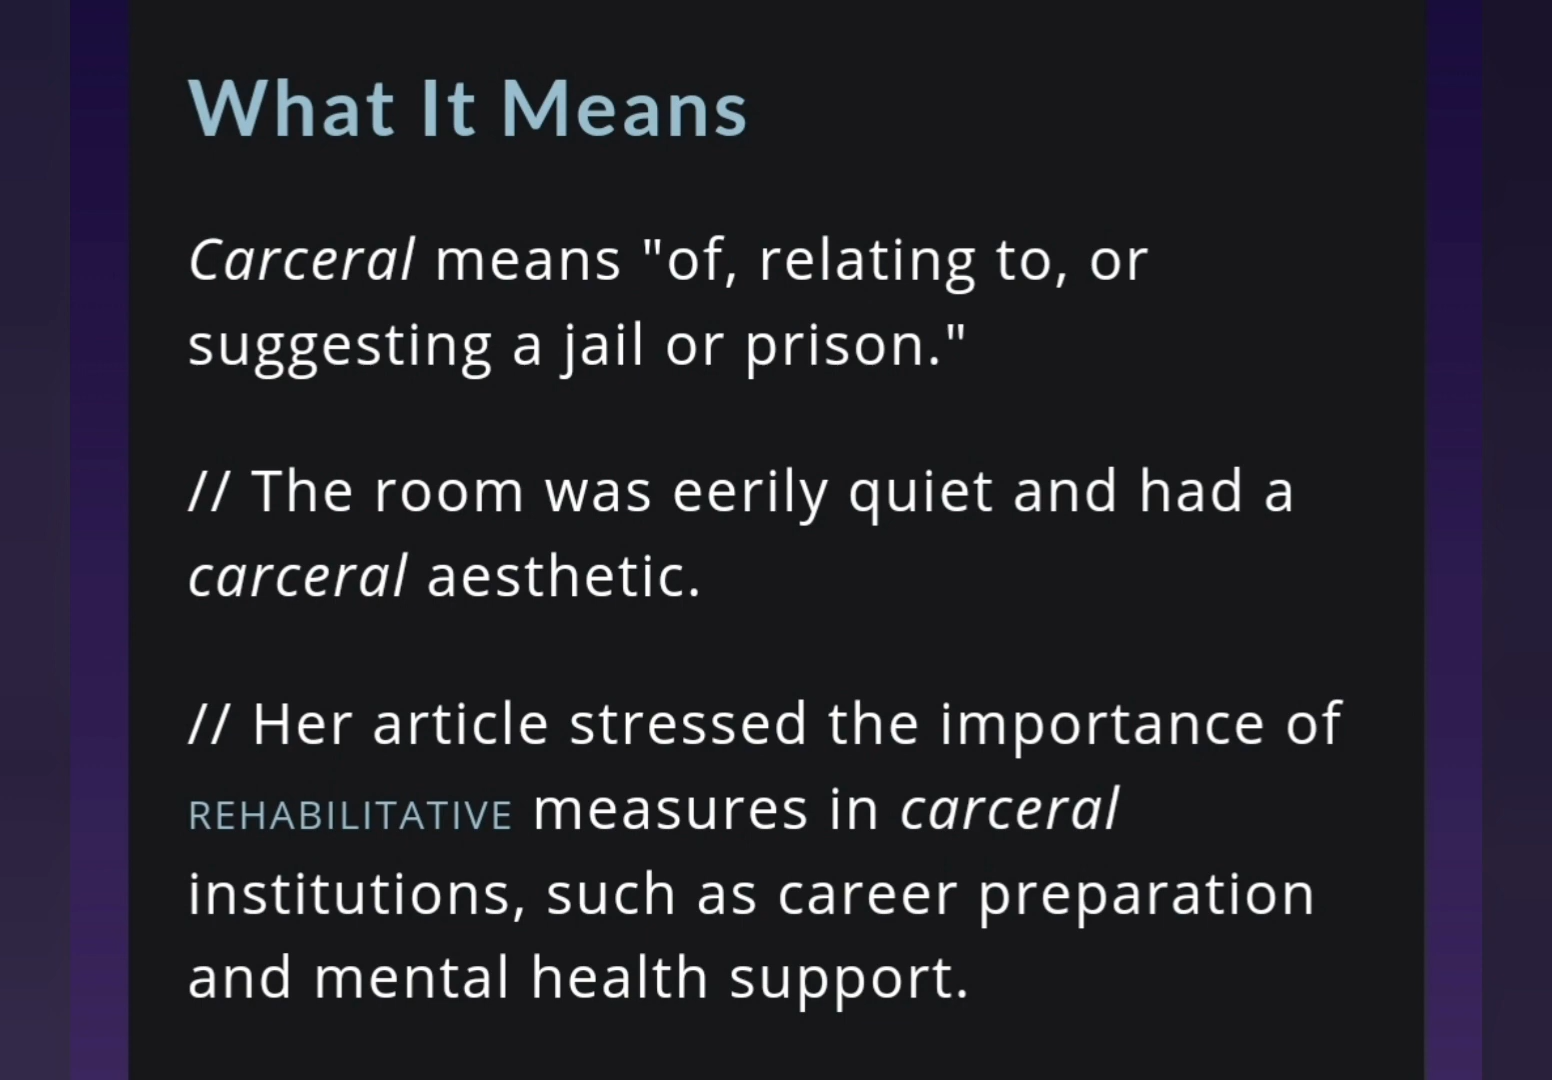 What It Means
Carceral means "of, relating to, or
suggesting a jail or prison."
// The room was eerily quiet and had a
carceral aesthetic.
// Her article stressed the importance of
REHABILITATIVE measures in carceral
institutions, such as career preparation
and mental health support.